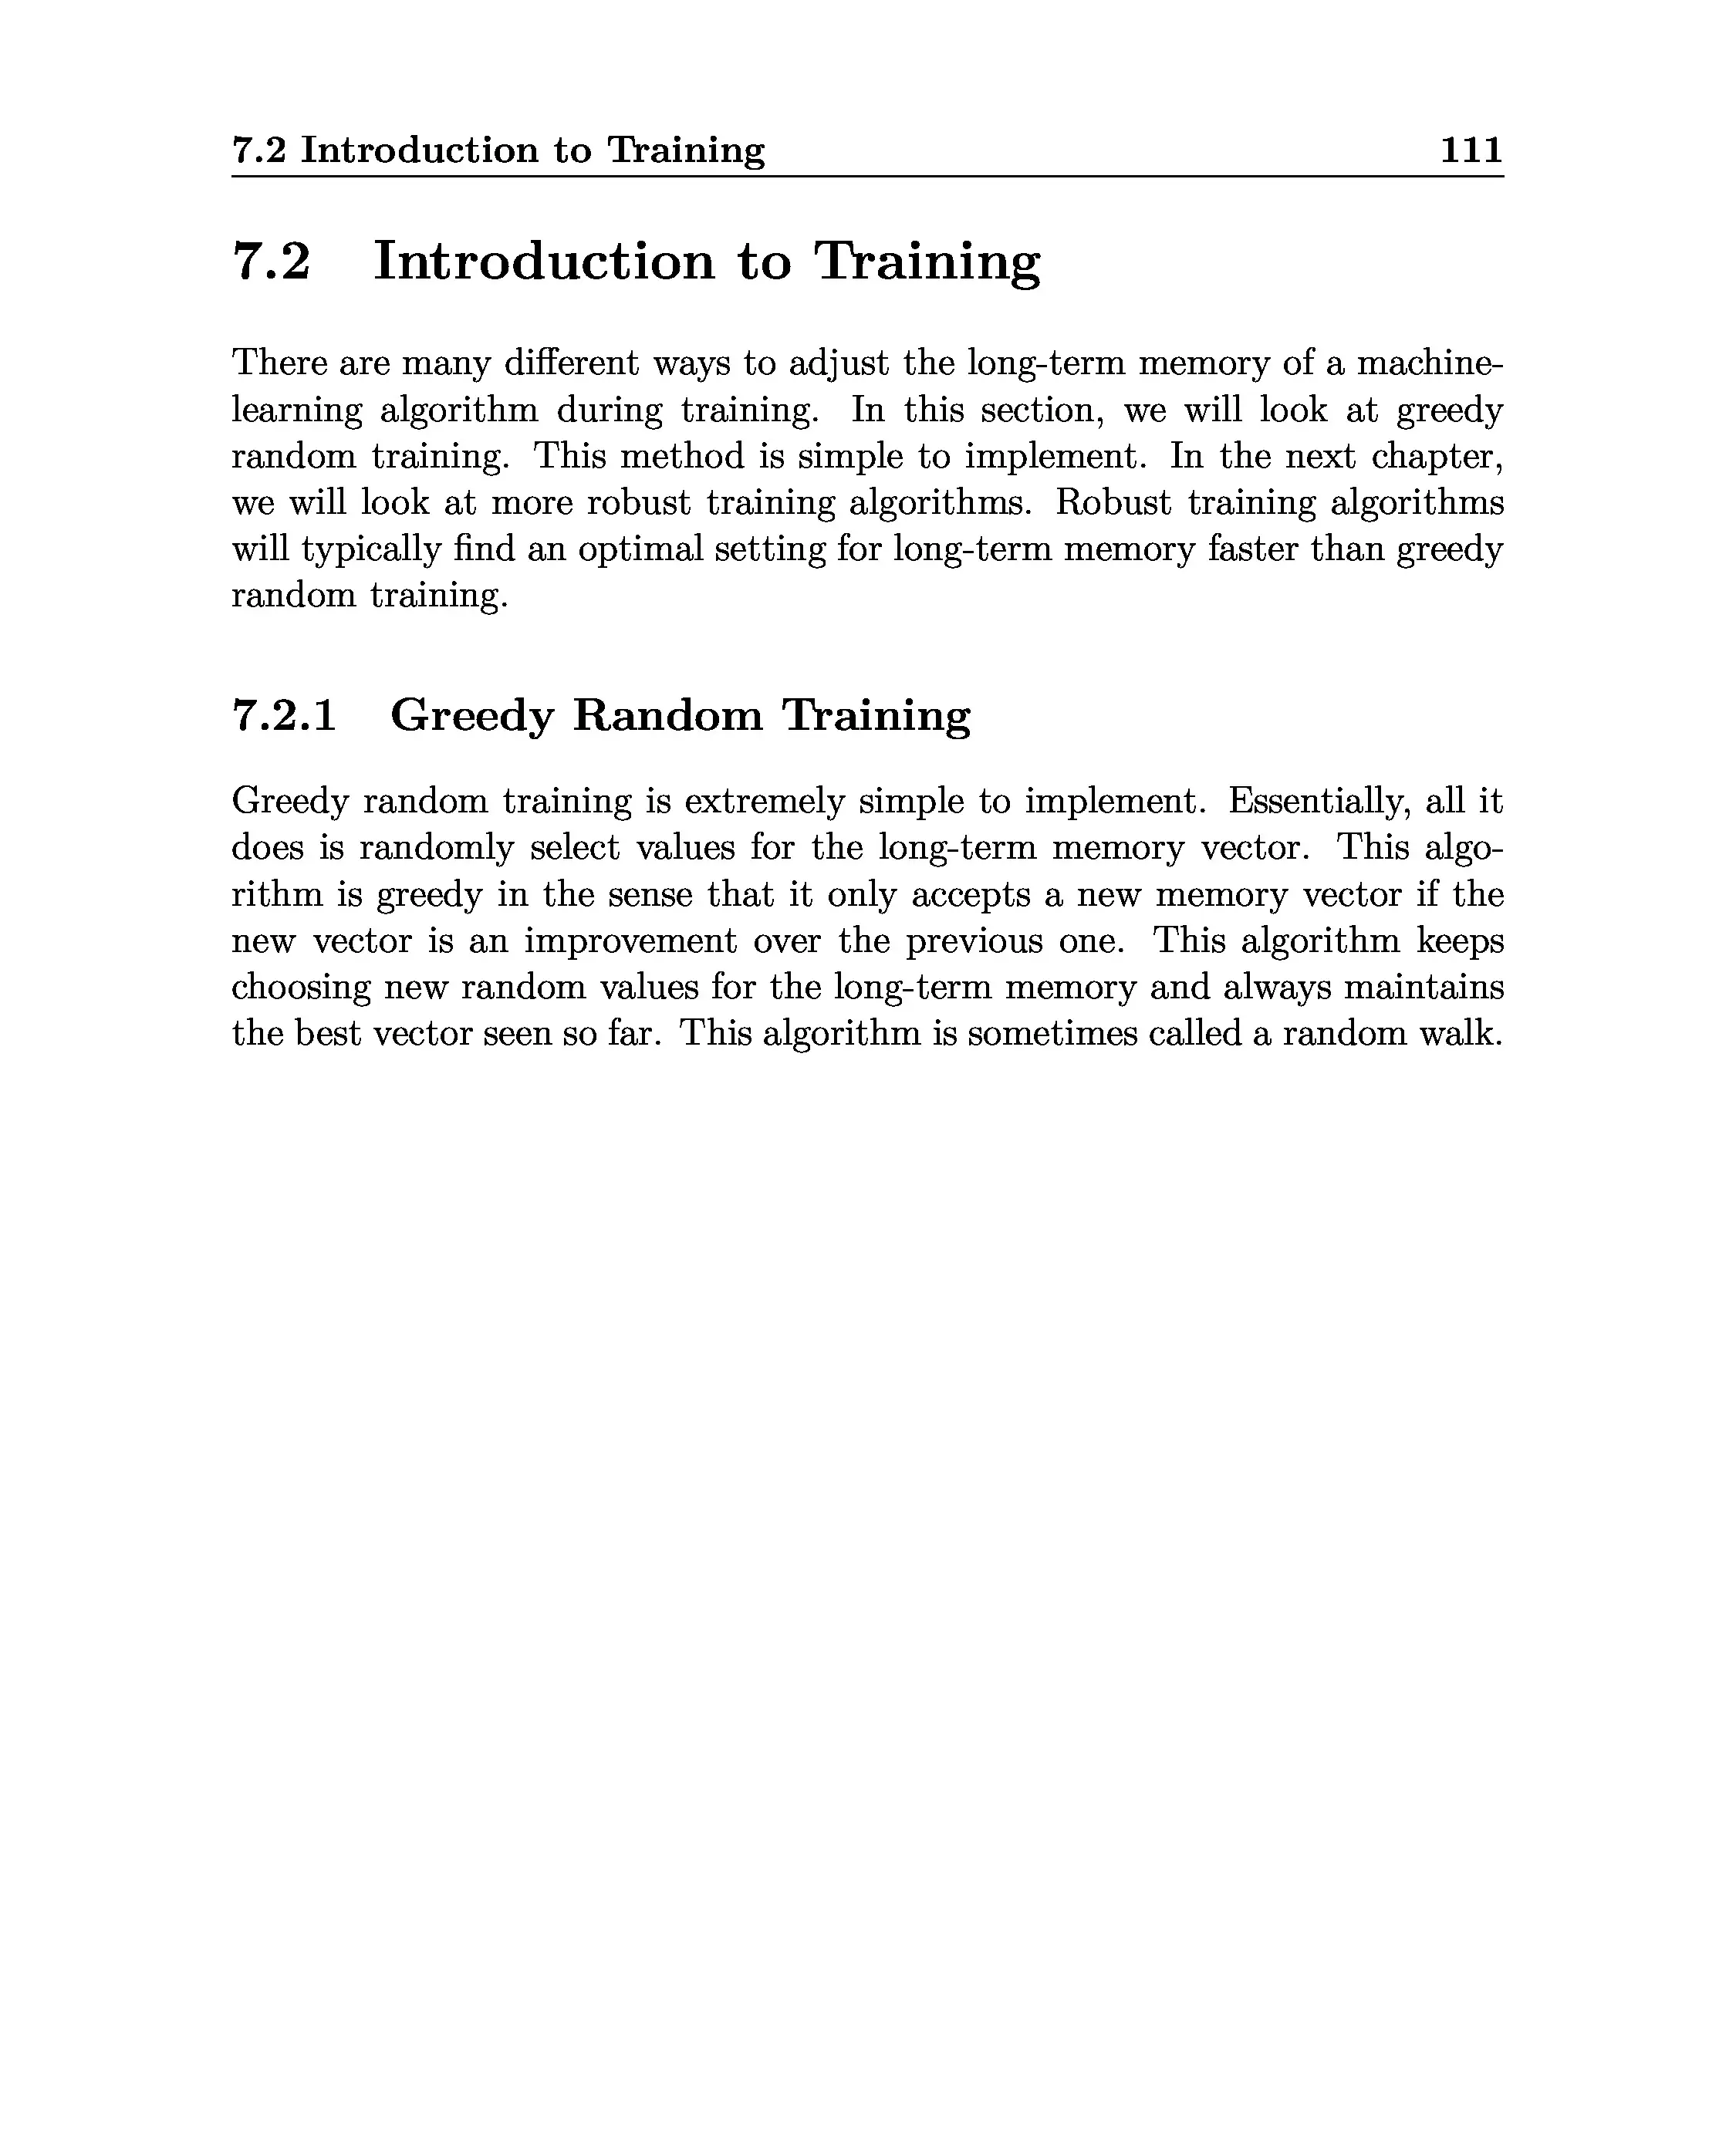 7.2 Introduction to Training 111
7.2 Introduction to Training
There are many different ways to adjust the long-term memory of a machine-
learning algorithm during training. In this section, we will look at greedy
random training. This method is simple to implement. In the next chapter,
we will look at more robust training algorithms. Robust training algorithms
will typically find an optimal setting for long-term memory faster than greedy
random training.
7.2.1 Greedy Random Training
Greedy random training is extremely simple to implement. Essentially, all it
does is randomly select values for the long-term memory vector. This algo-
rithm is greedy in the sense that it only accepts a new memory vector if the
new vector is an improvement over the previous one. This algorithm keeps
choosing new random values for the long-term memory and always maintains
the best vector seen so far. This algorithm is sometimes called a random walk.